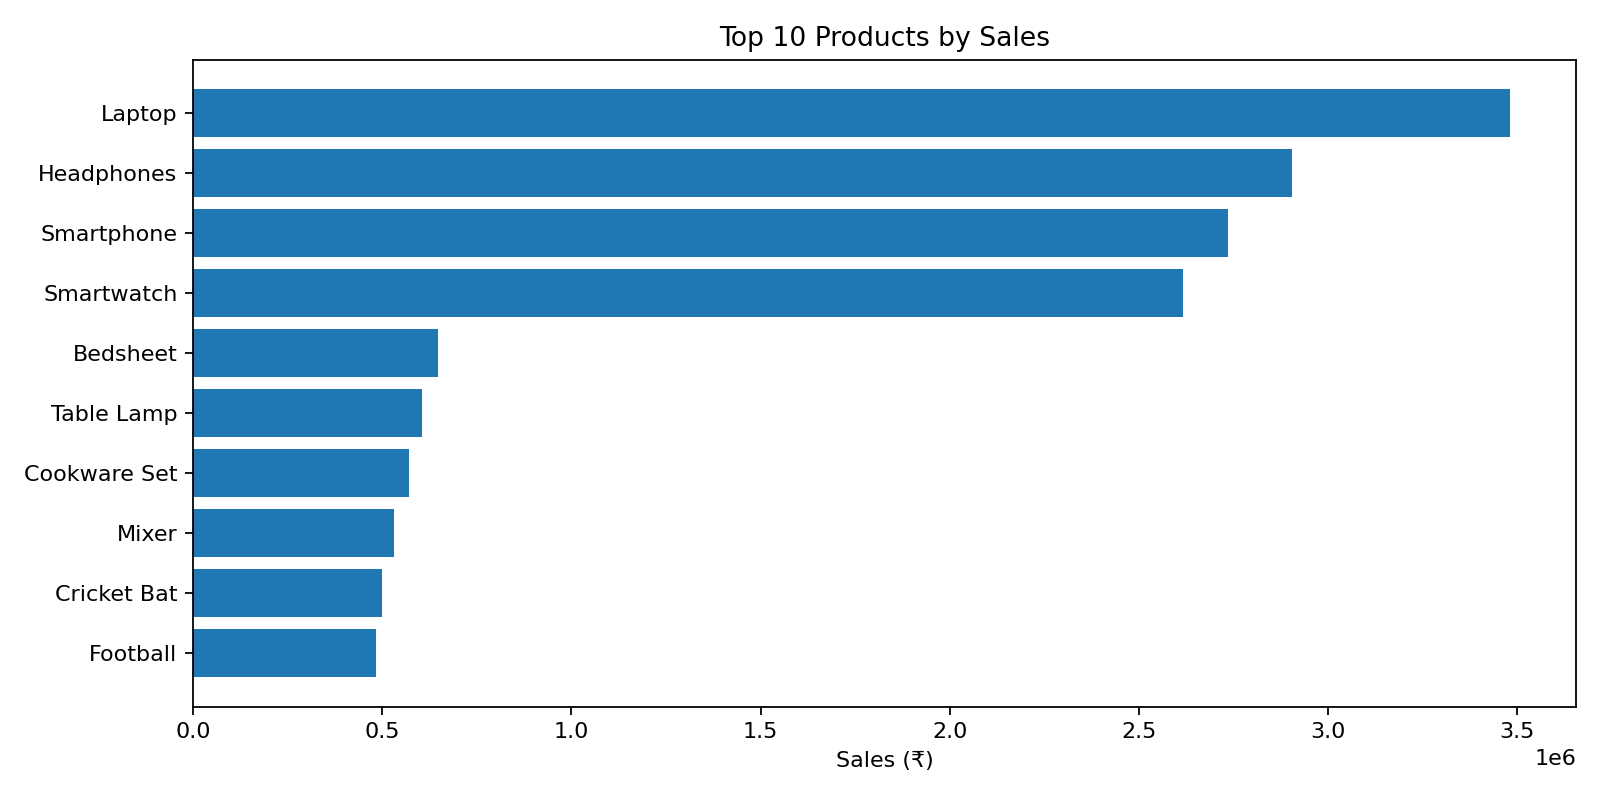 Top 10 Products by Sales
Laptop
Headphones
Smartphone
Smartwatch
Bedsheet
Table Lamp
Cookware Set
Mixer
Cricket Bat
Football
0.0 0.5 1.0 1.5 2.0 2.5 3.0 3.5
1e6
Sales (₹)